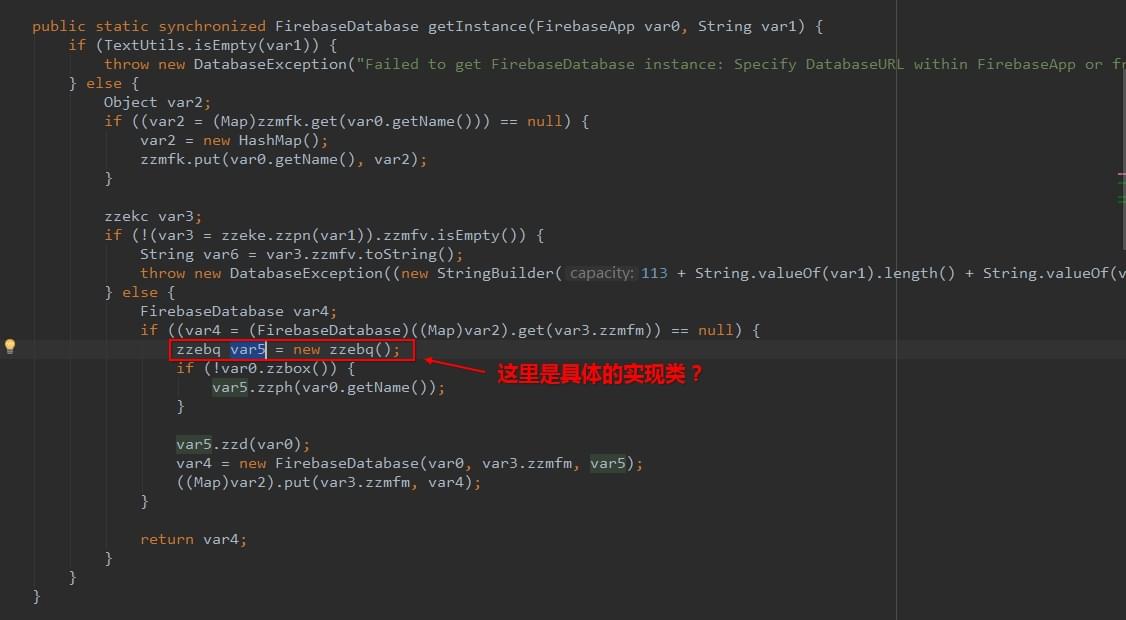 public static synchronized FirebaseDatabase getInstance(FirebaseApp var0, String var1) {
if (TextUtils.isEmpty(var1)) {
throw new DatabaseException("Failed to get FirebaseDatabase instance: Specify DatabaseURL within FirebaseApp or
} else {
Object var2;
if ((var2 = (Map)zzmfk.get(var0.getName())) == null) {
var2 = new HashMap();
zzmfk.put(var0.getName(), var2);
}
zzekc var3;
if (!(var3 = zzeke.zzpn(var1)).zzmfv.isEmpty()) {
String var6 = var3.zzmfv.toString();
throw new DatabaseException((new StringBuilder( capacity: 113 + String.valueOf(var1).length() + String.valueOf(
} else {
FirebaseDatabase var4;
if ((var4 = (FirebaseDatabase)((Map)var2).get(var3.zzmfm)) == null) {
zzebq var5 = new zzebq();
if (!var0.zzbox()) {
这里是具体的实现类？
var5.zzph(var0.getName());
}
var5.zzd(var0);
var4 = new FirebaseDatabase(var0, var3.zzmfm, var5);
((Map)var2).put(var3.zzmfm, var4);
}
return var4;
}
}
}